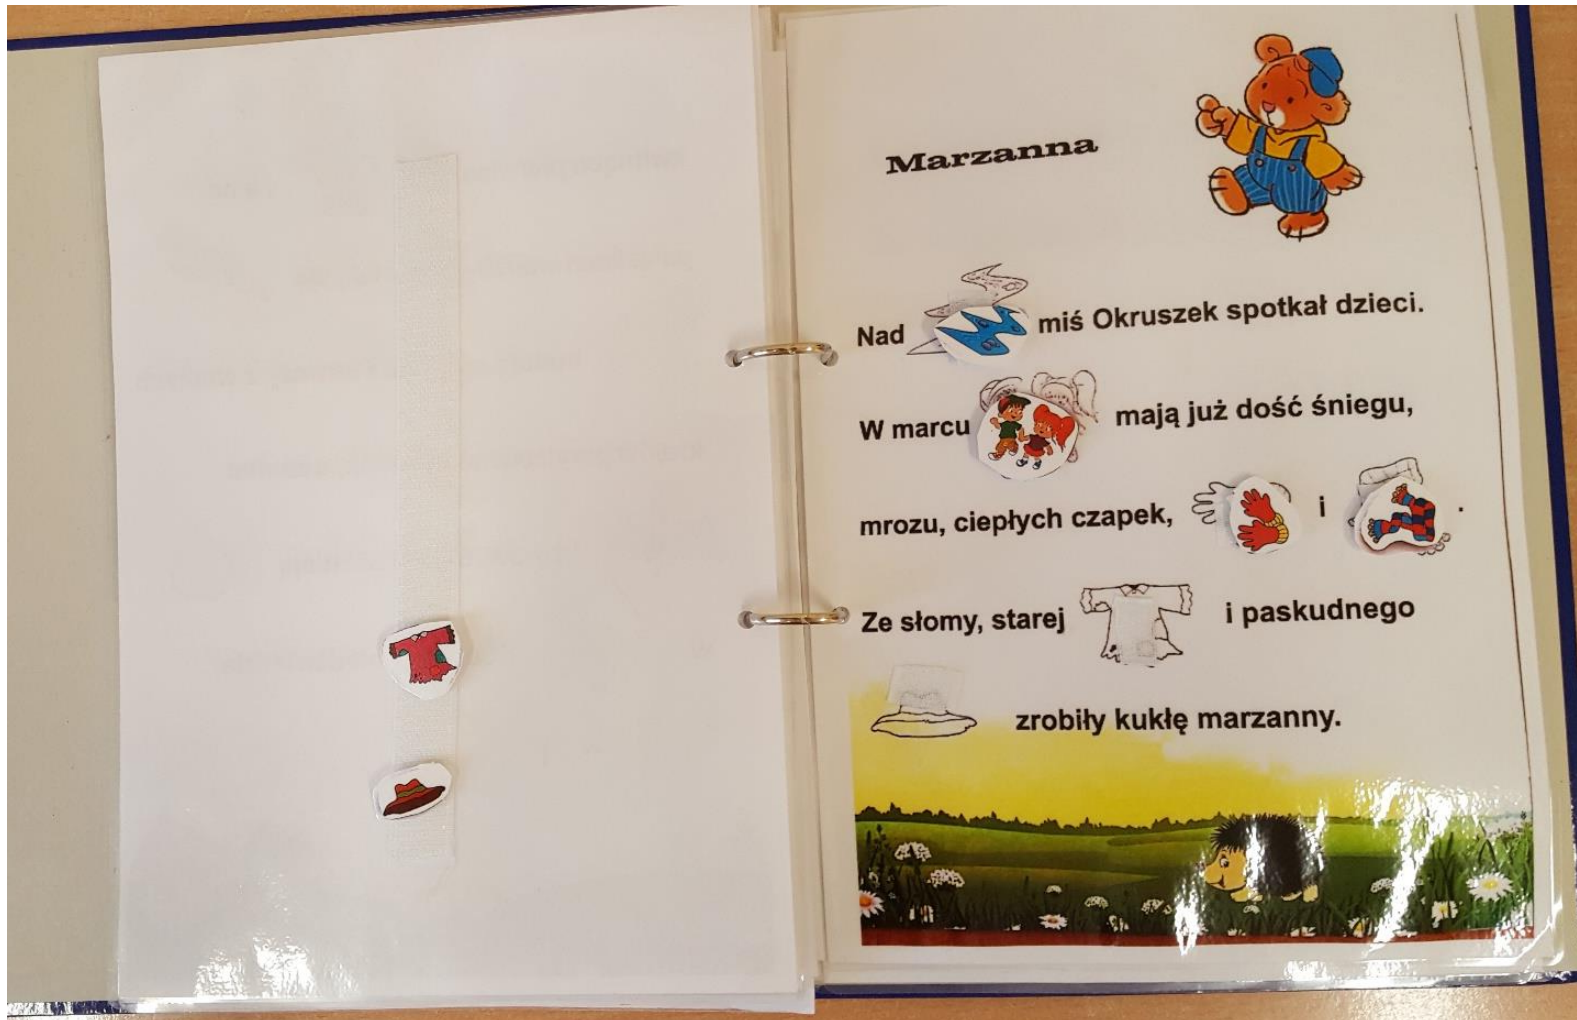 Marzanna
Nad miś Okruszek spotkał dzieci.
W marcu mają już dość śniegu,
mrozu, ciepłych czapek, i .
Ze słomy, starej i paskudnego
zrobiły kukłę marzanny.